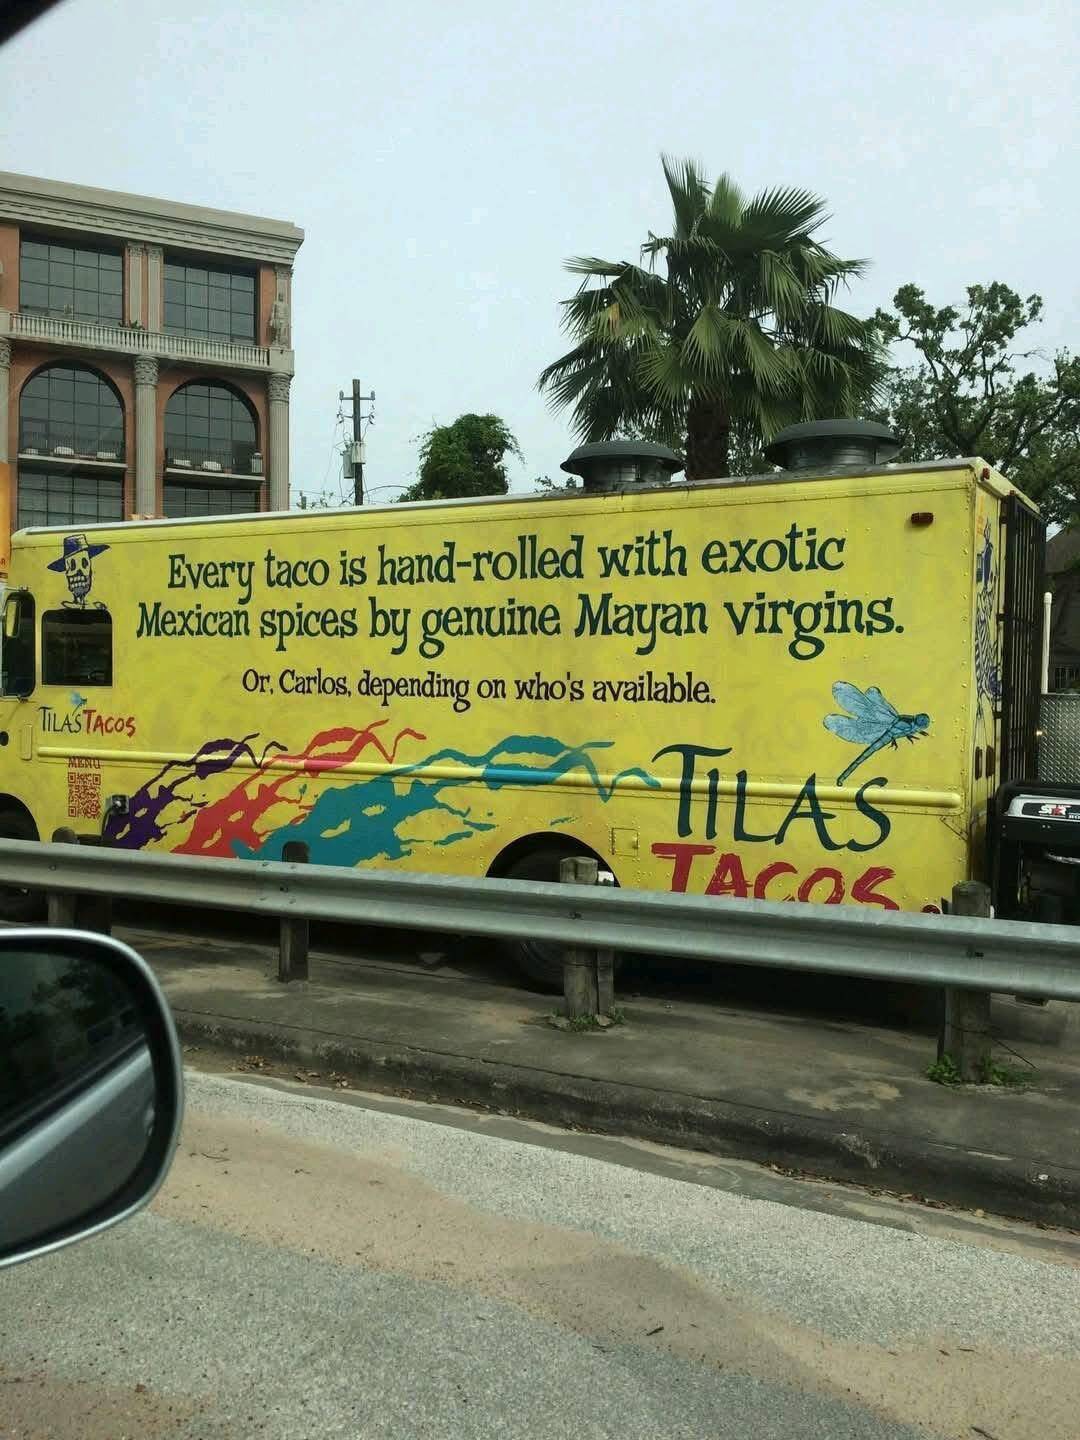 Every taco is hand-rolled with exotic
Mexican spices by genuine Mayan virgins.
Or, Carlos, depending on who's available.
TILA'S TACOS
MENU
TILA'S
TACOS